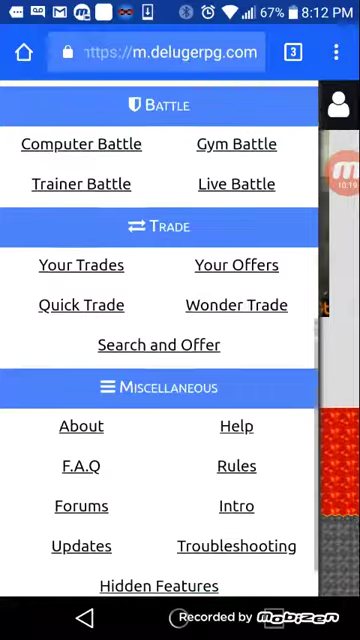 67% 8:12 PM
https://m.delugerpg.com 3
BATTLE
Computer Battle Gym Battle
Trainer Battle Live Battle
10:19
TRADE
Your Trades Your Offers
Quick Trade Wonder Trade
Search and Offer
MISCELLANEOUS
About Help
F.A.Q Rules
Forums Intro
Updates Troubleshooting
Hidden Features
Recorded by Mobizen